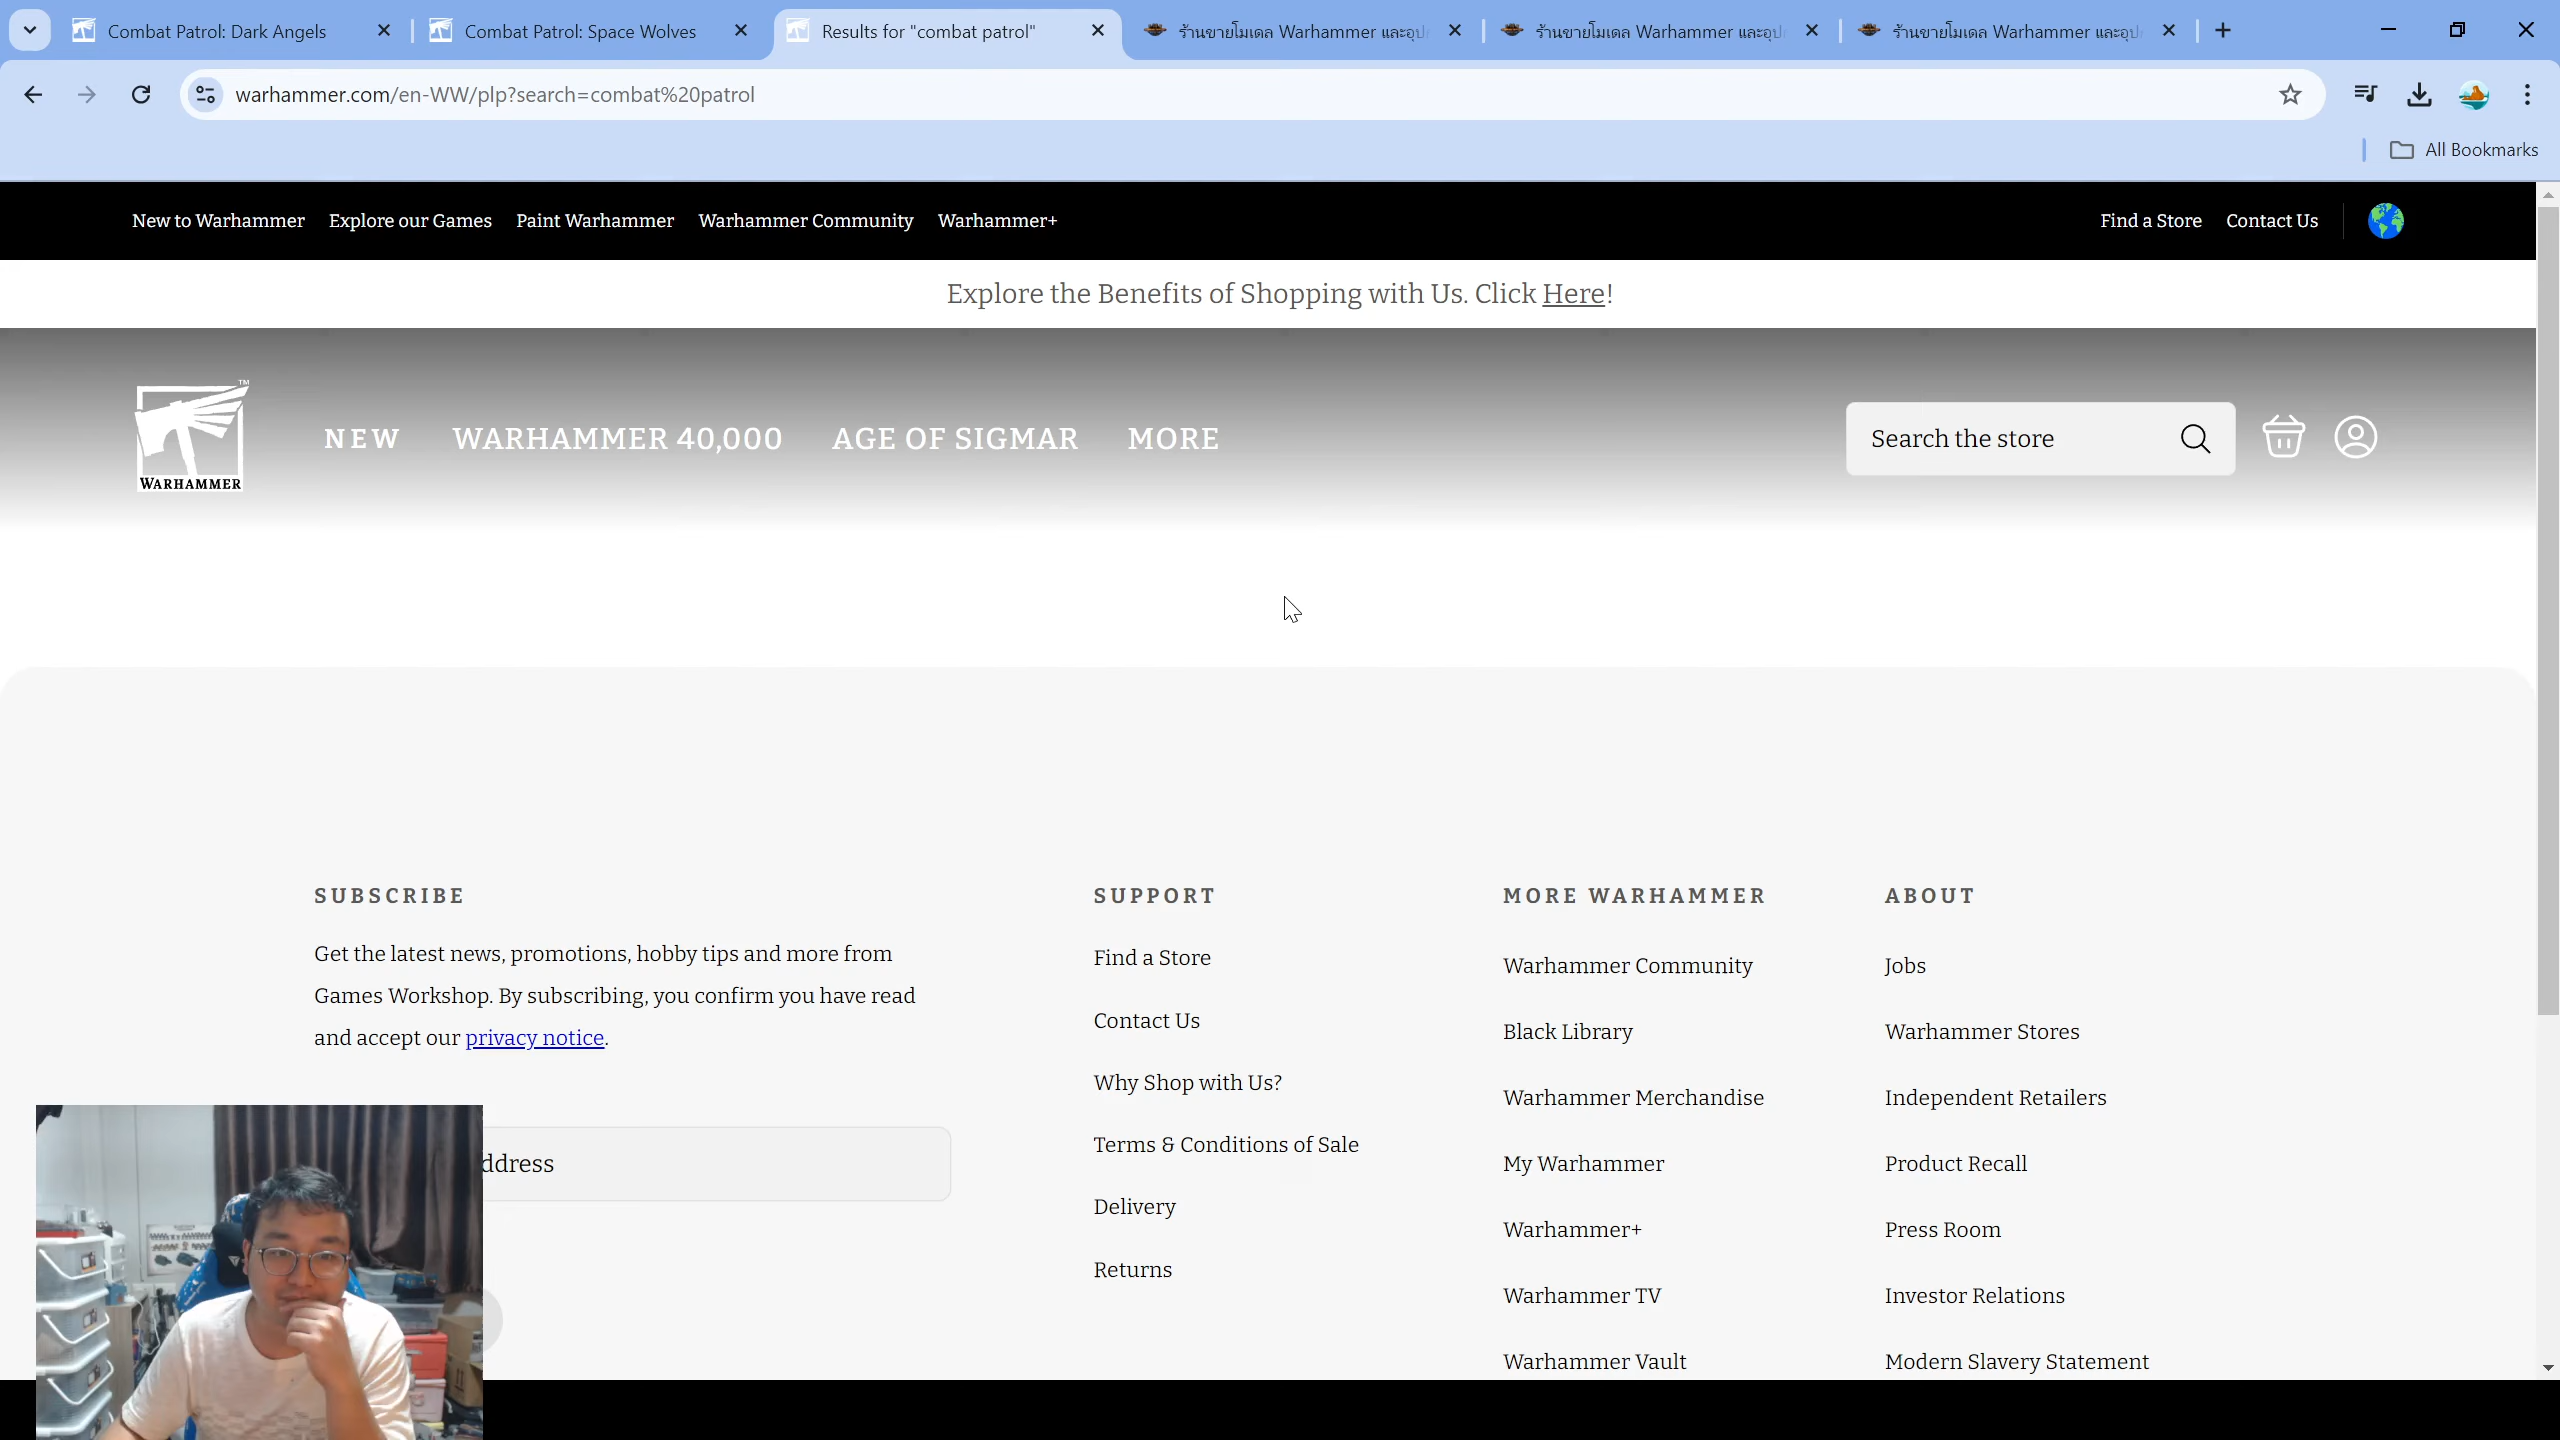 Combat Patrol: Dark Angels
Combat Patrol: Space Wolves
Results for "combat patrol"
ร้านขายโมเดล Warhammer และอุป
ร้านขายโมเดล Warhammer และอุป
ร้านขายโมเดล Warhammer และอุป
warhammer.com/en-WW/plp?search=combat%20patrol
All Bookmarks
New to Warhammer Explore our Games Paint Warhammer Warhammer Community Warhammer+
Find a Store Contact Us
Explore the Benefits of Shopping with Us. Click Here!
WARHAMMER
TM
NEW WARHAMMER 40,000 AGE OF SIGMAR MORE
Search the store
SUBSCRIBE
Get the latest news, promotions, hobby tips and more from
Games Workshop. By subscribing, you confirm you have read
and accept our privacy notice.
ddress
SUPPORT
Find a Store
Contact Us
Why Shop with Us?
Terms & Conditions of Sale
Delivery
Returns
MORE WARHAMMER
Warhammer Community
Black Library
Warhammer Merchandise
My Warhammer
Warhammer+
Warhammer TV
Warhammer Vault
ABOUT
Jobs
Warhammer Stores
Independent Retailers
Product Recall
Press Room
Investor Relations
Modern Slavery Statement